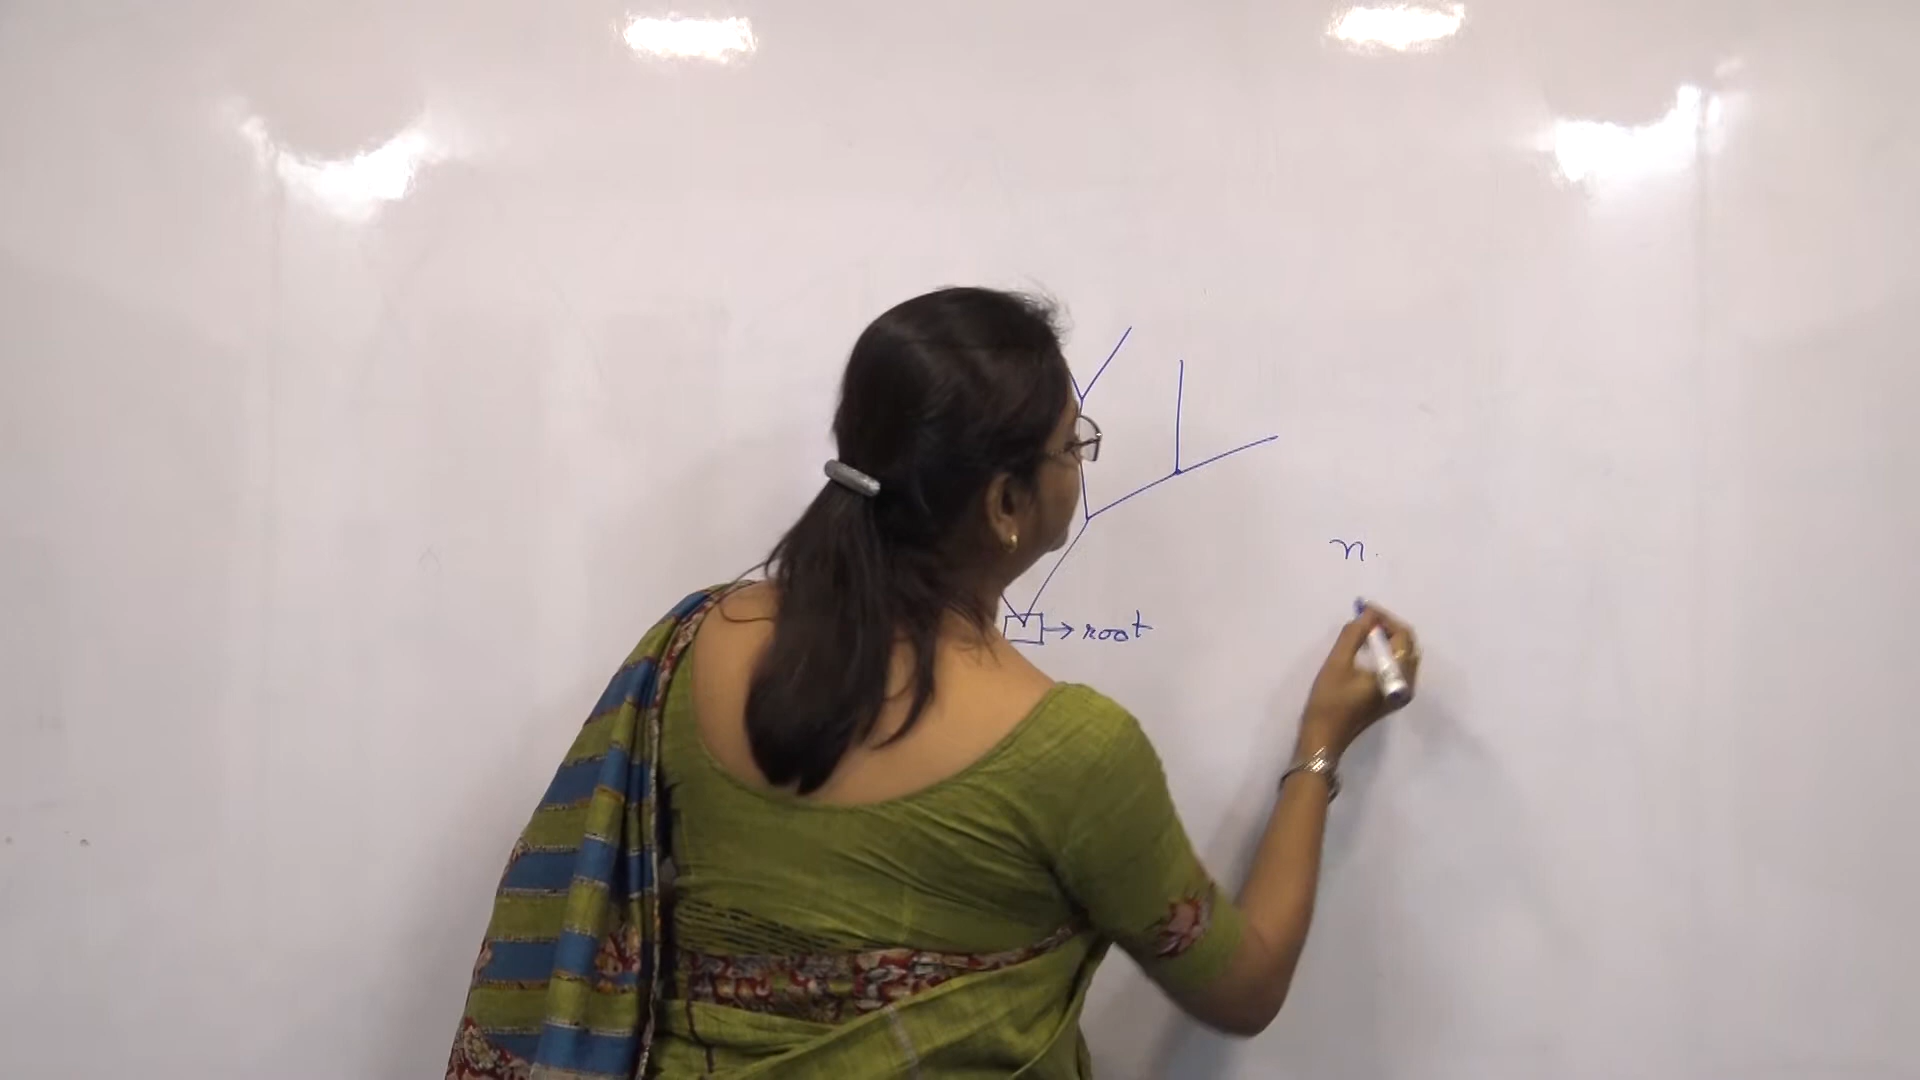 n.
→ root